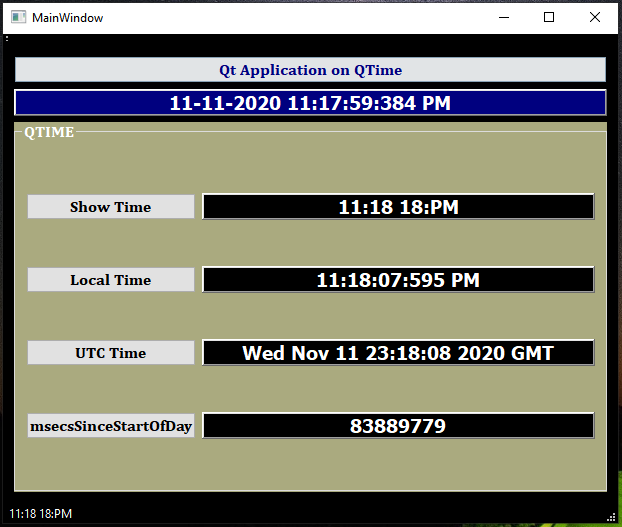 MainWindow
Qt Application on QTime
11-11-2020 11:17:59:384 PM
QTIME
Show Time 11:18 18:PM
Local Time 11:18:07:595 PM
UTC Time Wed Nov 11 23:18:08 2020 GMT
msecsSinceStartOfDay 83889779
11:18 18:PM